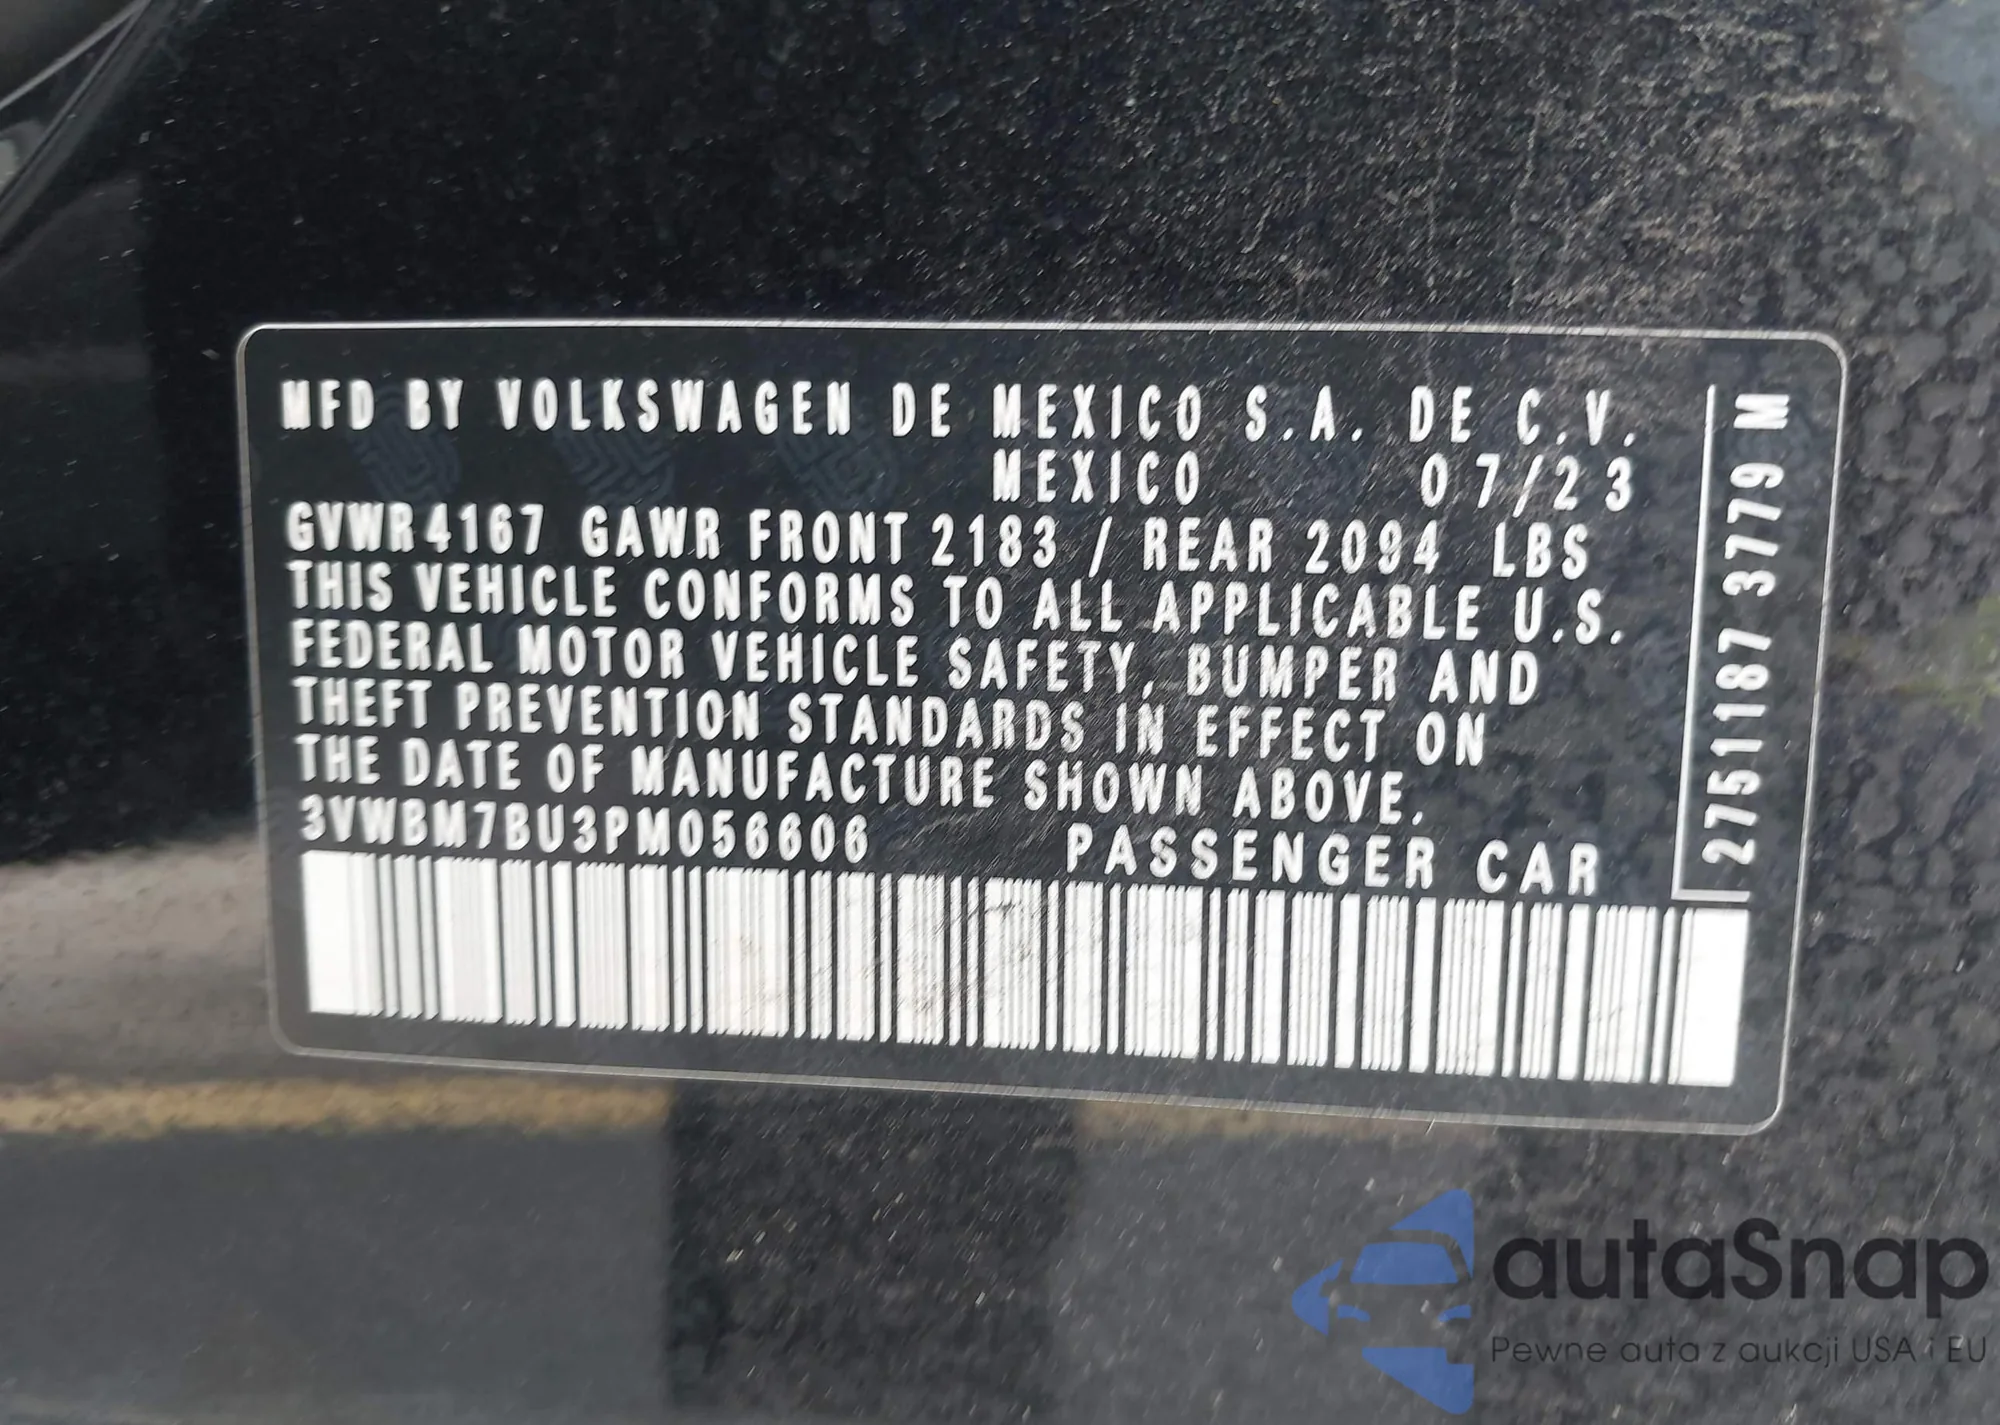 MFD BY VOLKSWAGEN DE MEXICO S.A. DE C.V.
MEXICO 07/23
GVWR 4167 GAWR FRONT 2183 / REAR 2094 LBS
THIS VEHICLE CONFORMS TO ALL APPLICABLE U.S.
FEDERAL MOTOR VEHICLE SAFETY, BUMPER AND
THEFT PREVENTION STANDARDS IN EFFECT ON
THE DATE OF MANUFACTURE SHOWN ABOVE.
3VWBM7BU3PM056606 PASSENGER CAR
2751187 3779 M
autaSnap
Pewne auta z aukcji USA i EU